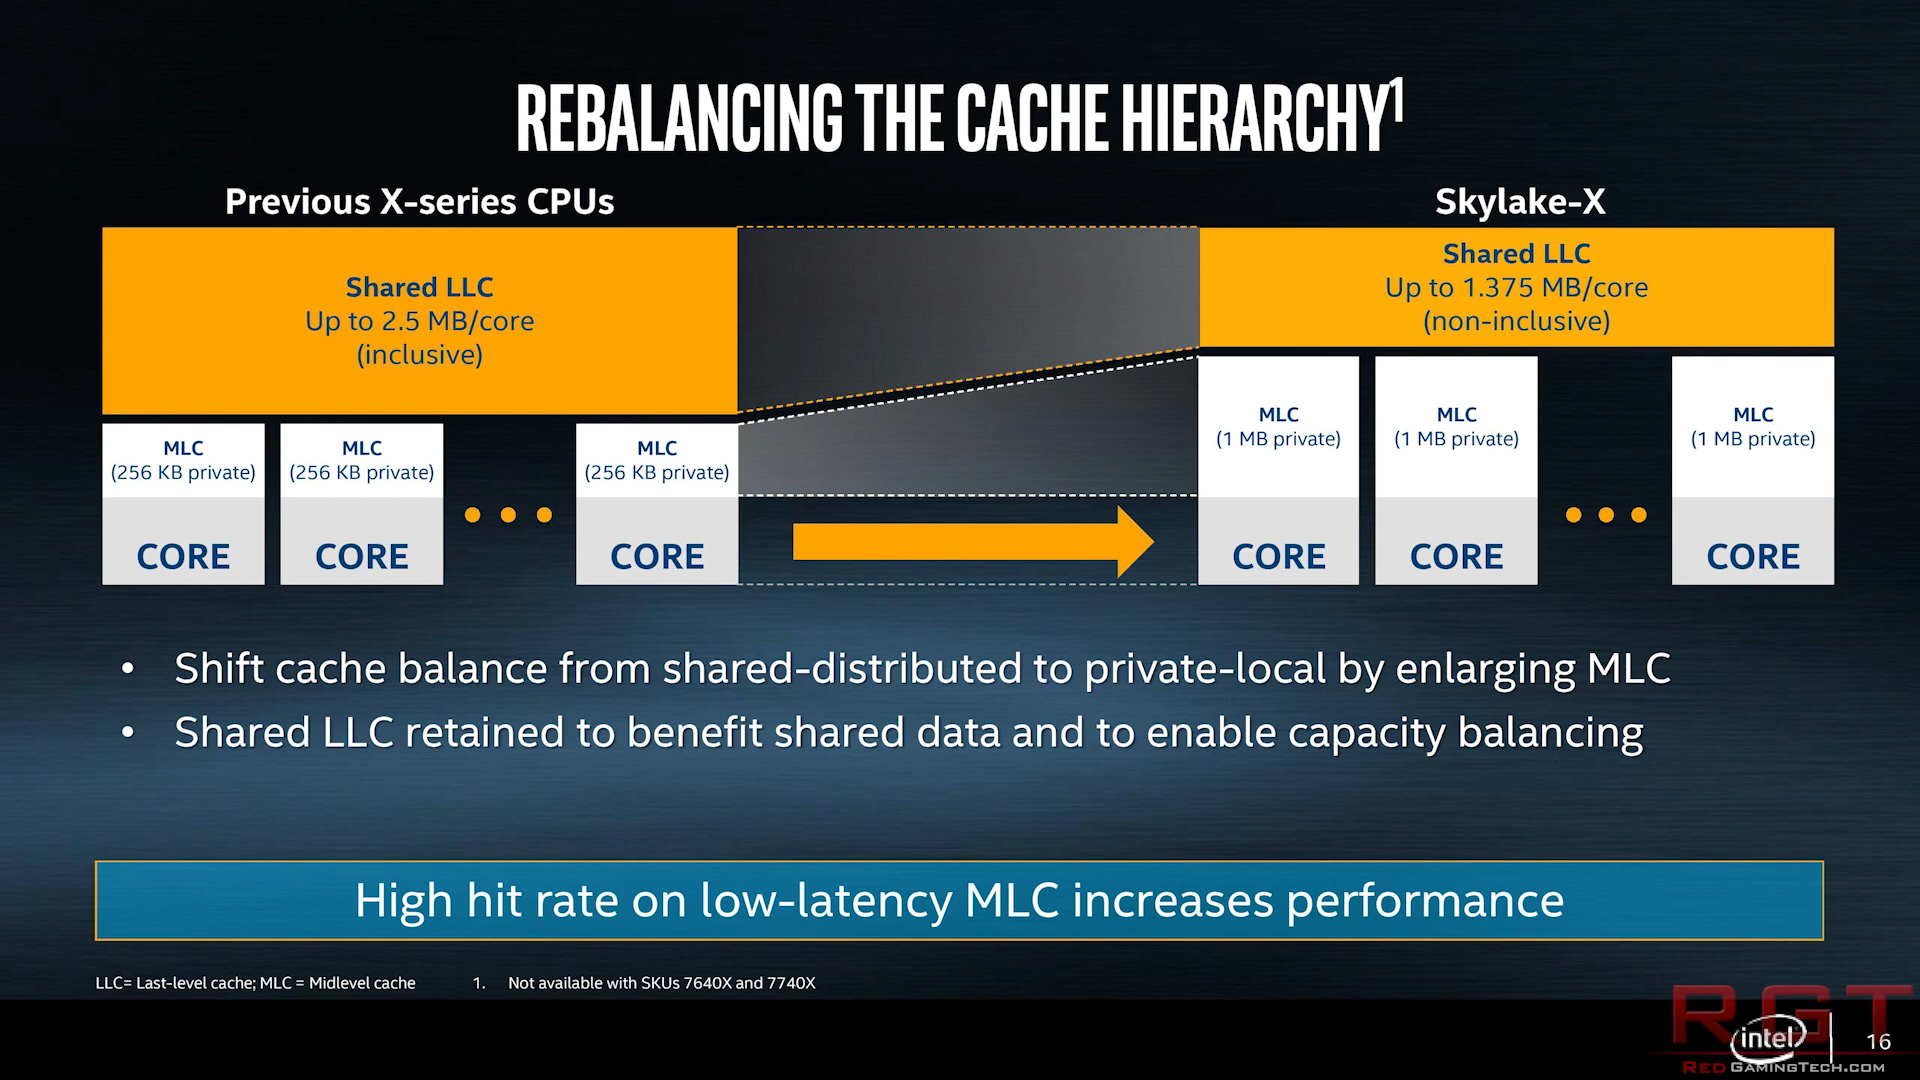 REBALANCING THE CACHE HIERARCHY1
Previous X-series CPUs
Shared LLC
Up to 2.5 MB/core
(inclusive)
MLC
(256 KB private)
CORE
MLC
(256 KB private)
CORE
MLC
(256 KB private)
CORE
Skylake-X
Shared LLC
Up to 1.375 MB/core
(non-inclusive)
MLC
(1 MB private)
CORE
MLC
(1 MB private)
CORE
MLC
(1 MB private)
CORE
• Shift cache balance from shared-distributed to private-local by enlarging MLC
• Shared LLC retained to benefit shared data and to enable capacity balancing
High hit rate on low-latency MLC increases performance
LLC= Last-level cache; MLC = Midlevel cache
1. Not available with SKUs 7640X and 7740X
RGT
intel
16
REDGAMINGTECH.COM